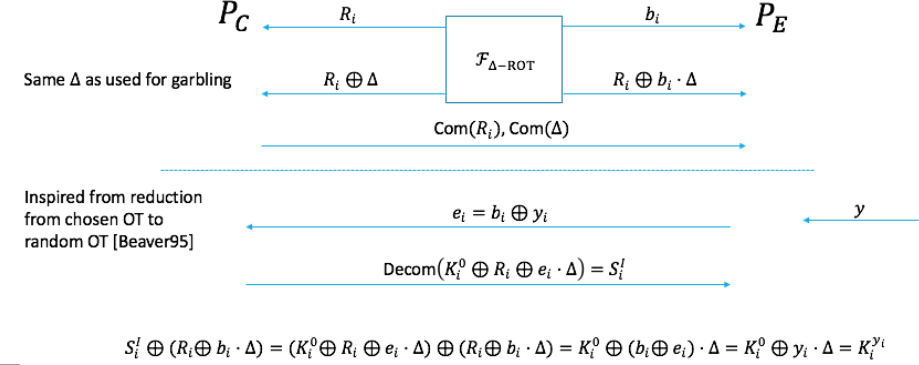 P_C R_i b_i P_E
ℱ_{Δ−ROT}
Same Δ as used for garbling R_i ⊕ Δ R_i ⊕ b_i · Δ
Com(R_i), Com(Δ)
Inspired from reduction
from chosen OT to
random OT [Beaver95]
e_i = b_i ⊕ y_i y
Decom(K_i^0 ⊕ R_i ⊕ e_i · Δ) = S_i^I
S_i^I ⊕ (R_i ⊕ b_i · Δ) = (K_i^0 ⊕ R_i ⊕ e_i · Δ) ⊕ (R_i ⊕ b_i · Δ) = K_i^0 ⊕ (b_i ⊕ e_i) · Δ = K_i^0 ⊕ y_i · Δ = K_i^{y_i}